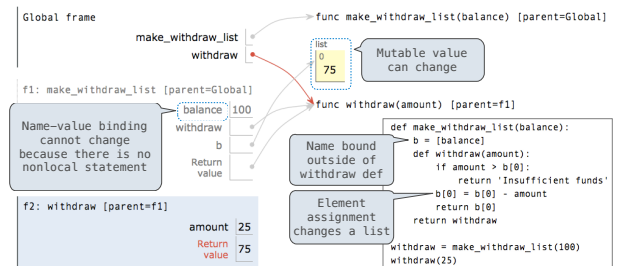 Global frame
make_withdraw_list
withdraw
func make_withdraw_list(balance) [parent=Global]
list
0
75
Mutable value
can change
f1: make_withdraw_list [parent=Global]
balance 100
withdraw
b
Return
value
func withdraw(amount) [parent=f1]
Name-value binding
cannot change
because there is no
nonlocal statement
f2: withdraw [parent=f1]
amount 25
Return
value 75
Name bound
outside of
withdraw def
Element
assignment
changes a list
def make_withdraw_list(balance):
b = [balance]
def withdraw(amount):
if amount > b[0]:
return 'Insufficient funds'
b[0] = b[0] - amount
return b[0]
return withdraw
withdraw = make_withdraw_list(100)
withdraw(25)